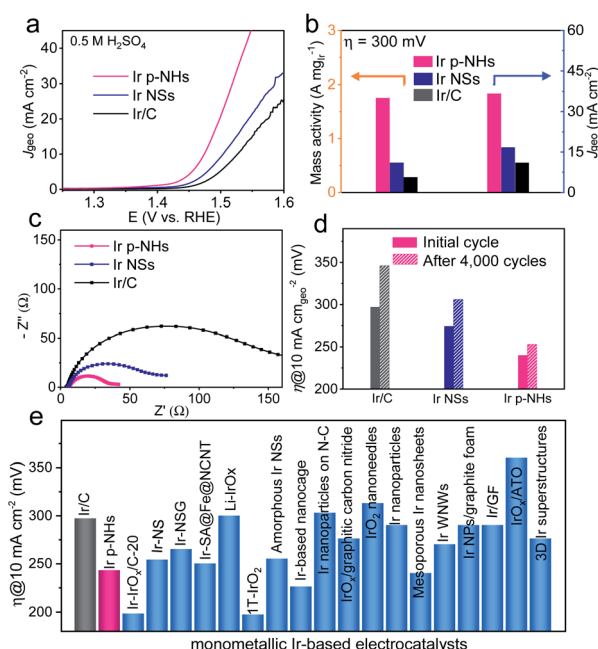 a
0.5 M H₂SO₄
Ir p-NHs
Ir NSs
Ir/C
J_geo (mA cm⁻²)
40
30
20
10
0
1.3
1.4
1.5
1.6
E (V vs. RHE)
b
η = 300 mV
Ir p-NHs
Ir NSs
Ir/C
Mass activity (A mg_Ir⁻¹)
3
2
1
0
J_geo (mA cm⁻²)
60
45
30
15
0
c
Ir p-NHs
Ir NSs
Ir/C
- Z'' (Ω)
-150
-100
-50
0
0
50
100
150
Z' (Ω)
d
Initial cycle
After 4,000 cycles
η@10 mA cm_geo⁻² (mV)
350
300
250
200
Ir/C
Ir NSs
Ir p-NHs
e
η@10 mA cm⁻² (mV)
350
300
250
200
Ir/C
Ir p-NHs
Ir-IrOₓ/C-20
Ir-NS
Ir-NSG
Ir-SA@Fe@NCNT
Li-IrOx
1T-IrO₂
Amorphous Ir NSs
Ir-based nanocage
Ir nanoparticles on N-C
IrOₓ/graphitic carbon nitride
IrO₂ nanoneedles
Ir nanoparticles
Mesoporous Ir nanosheets
Ir WNWs
Ir NPs/graphite foam
Ir/GF
IrOₓ/ATO
3D Ir superstructures
monometallic Ir-based electrocatalysts